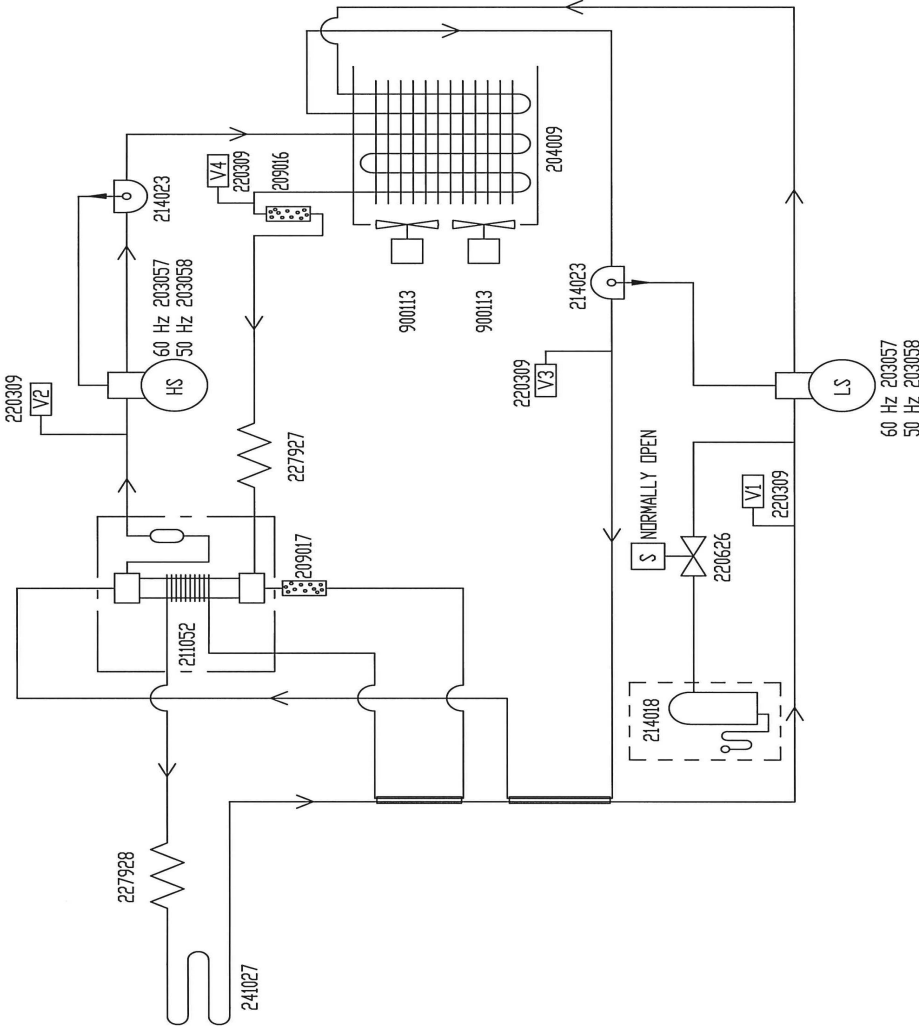 227928
241027
211052
209017
227927
220309
V2
HS
60 Hz 203057
50 Hz 203058
214023
V4
220309
209016
900113
900113
204009
214018
S
NORMALLY OPEN
220626
V1
220309
220309
V3
214023
LS
60 Hz 203057
50 Hz 203058